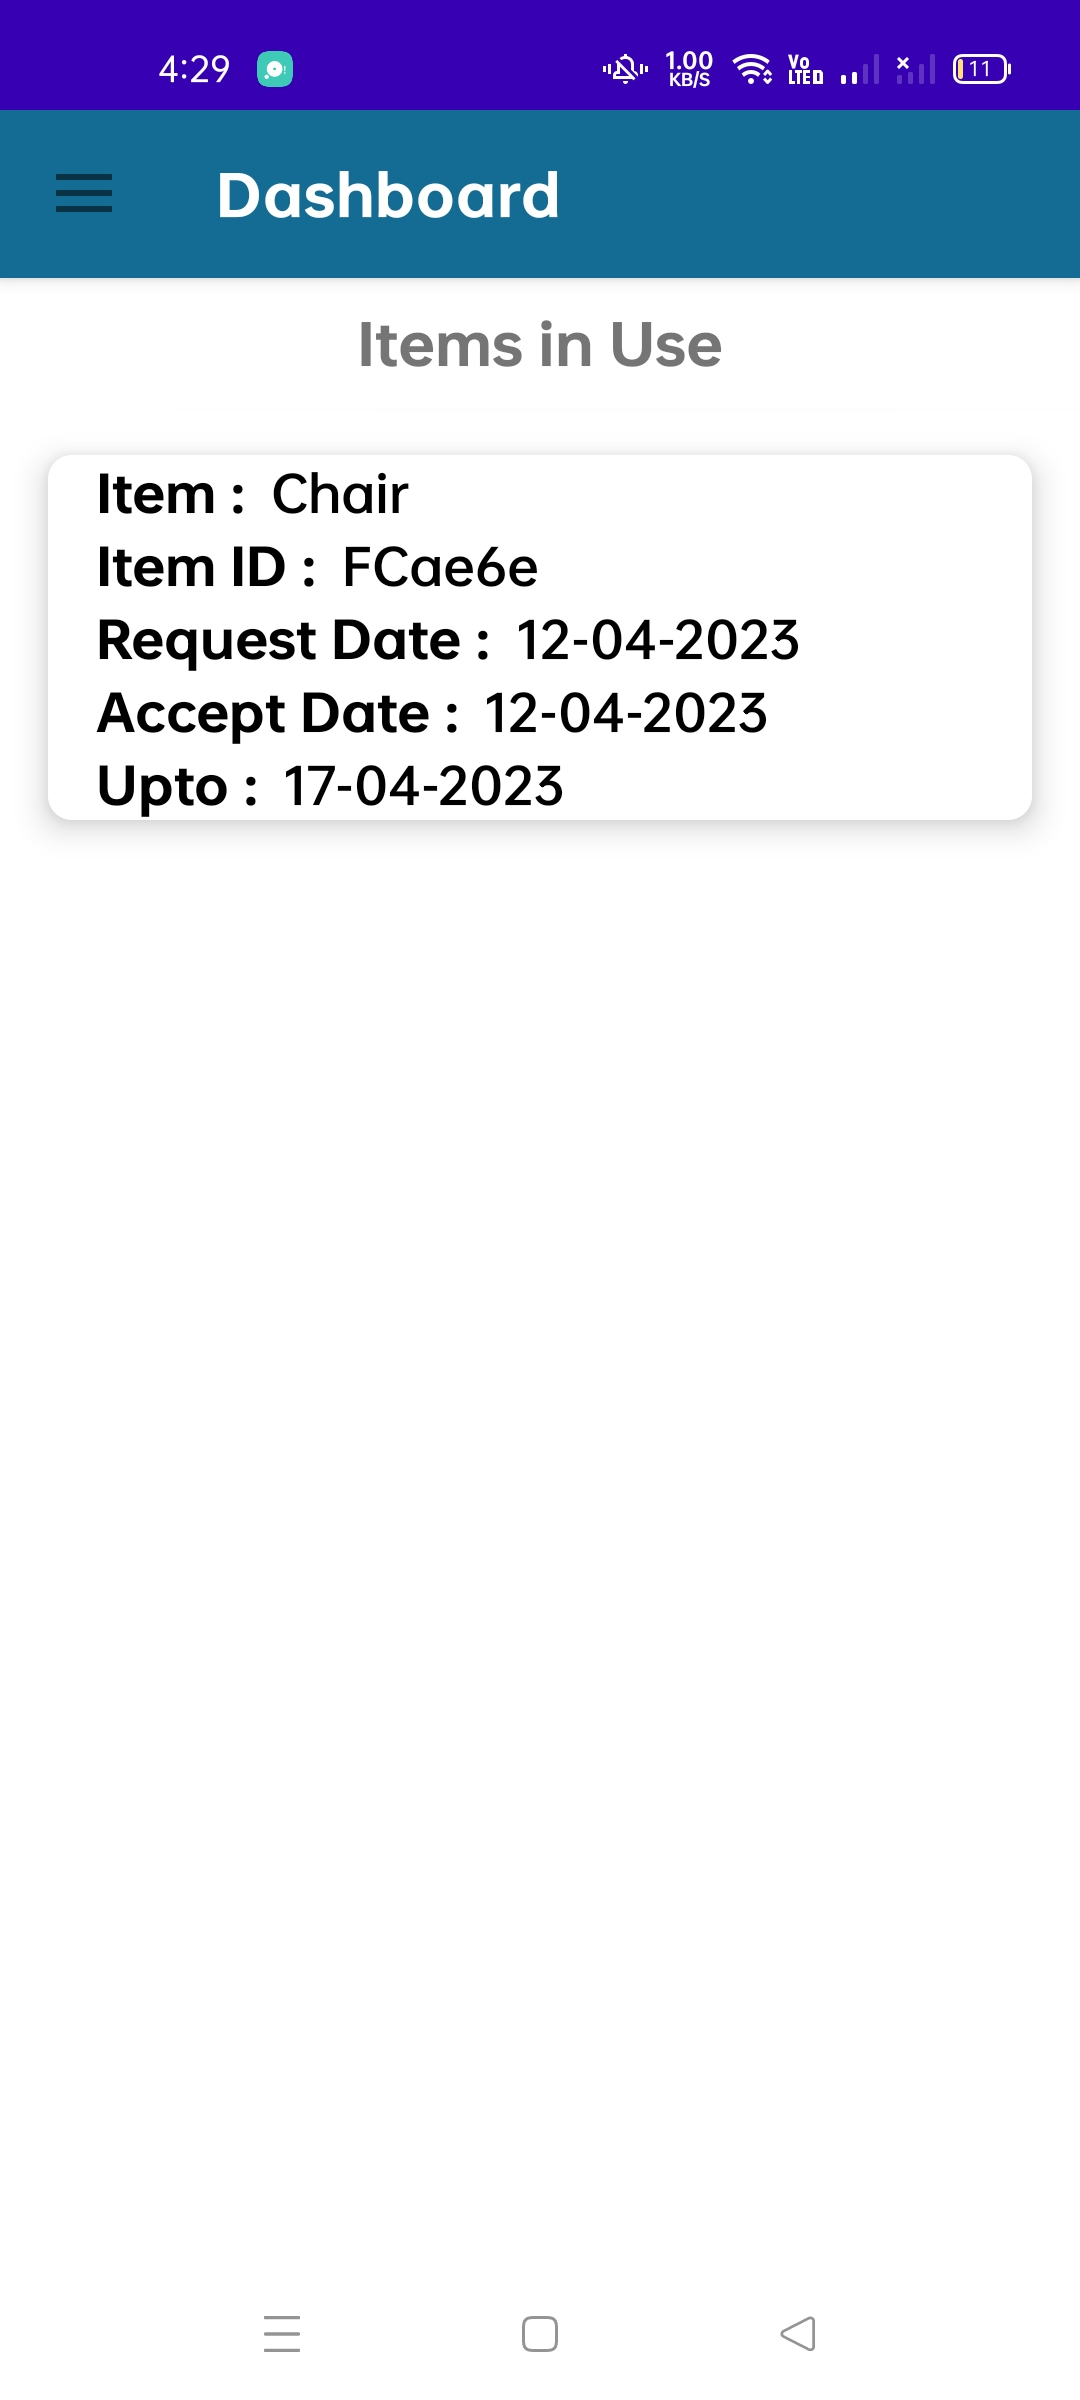 4:29 1.00 KB/S Vo LTE 11
Dashboard
Items in Use
Item : Chair
Item ID : FCae6e
Request Date : 12-04-2023
Accept Date : 12-04-2023
Upto : 17-04-2023